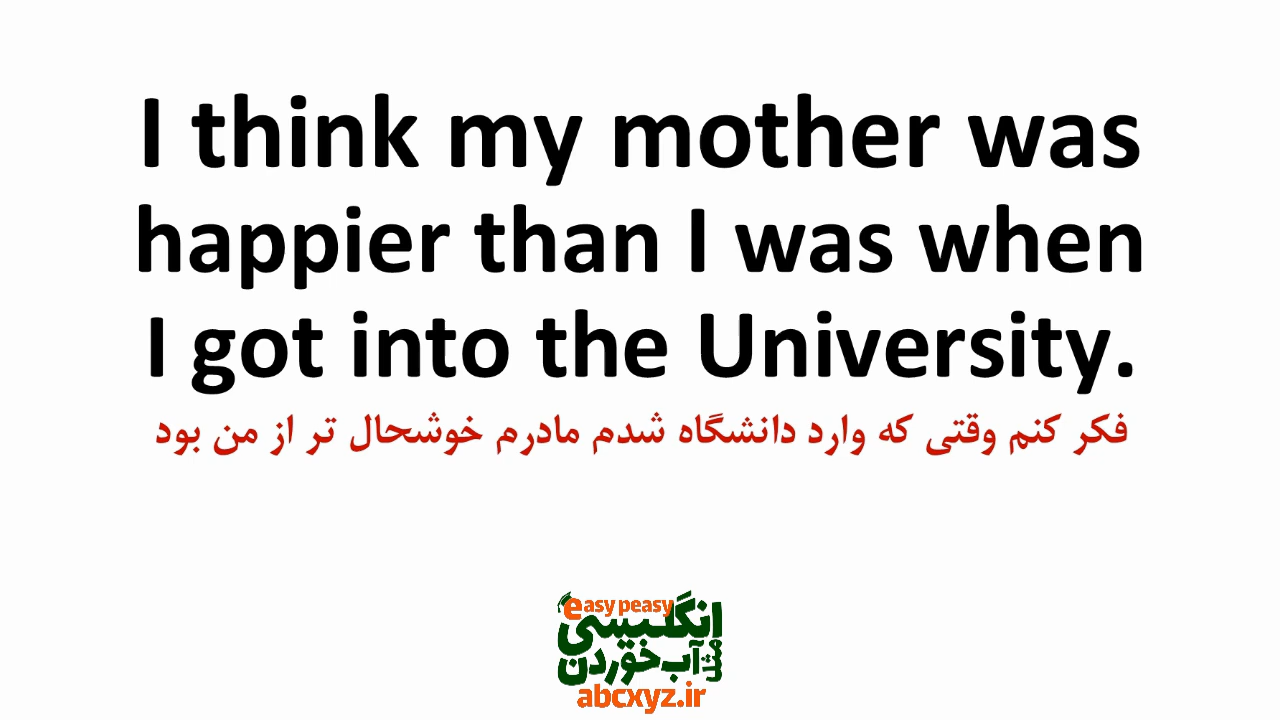 I think my mother was
happier than I was when
I got into the University.
فکر کنم وقتی که وارد دانشگاه شدم مادرم خوشحال تر از من بود
easy peasy
انگلیسی
مثل آب خوردن
abcxyz.ir